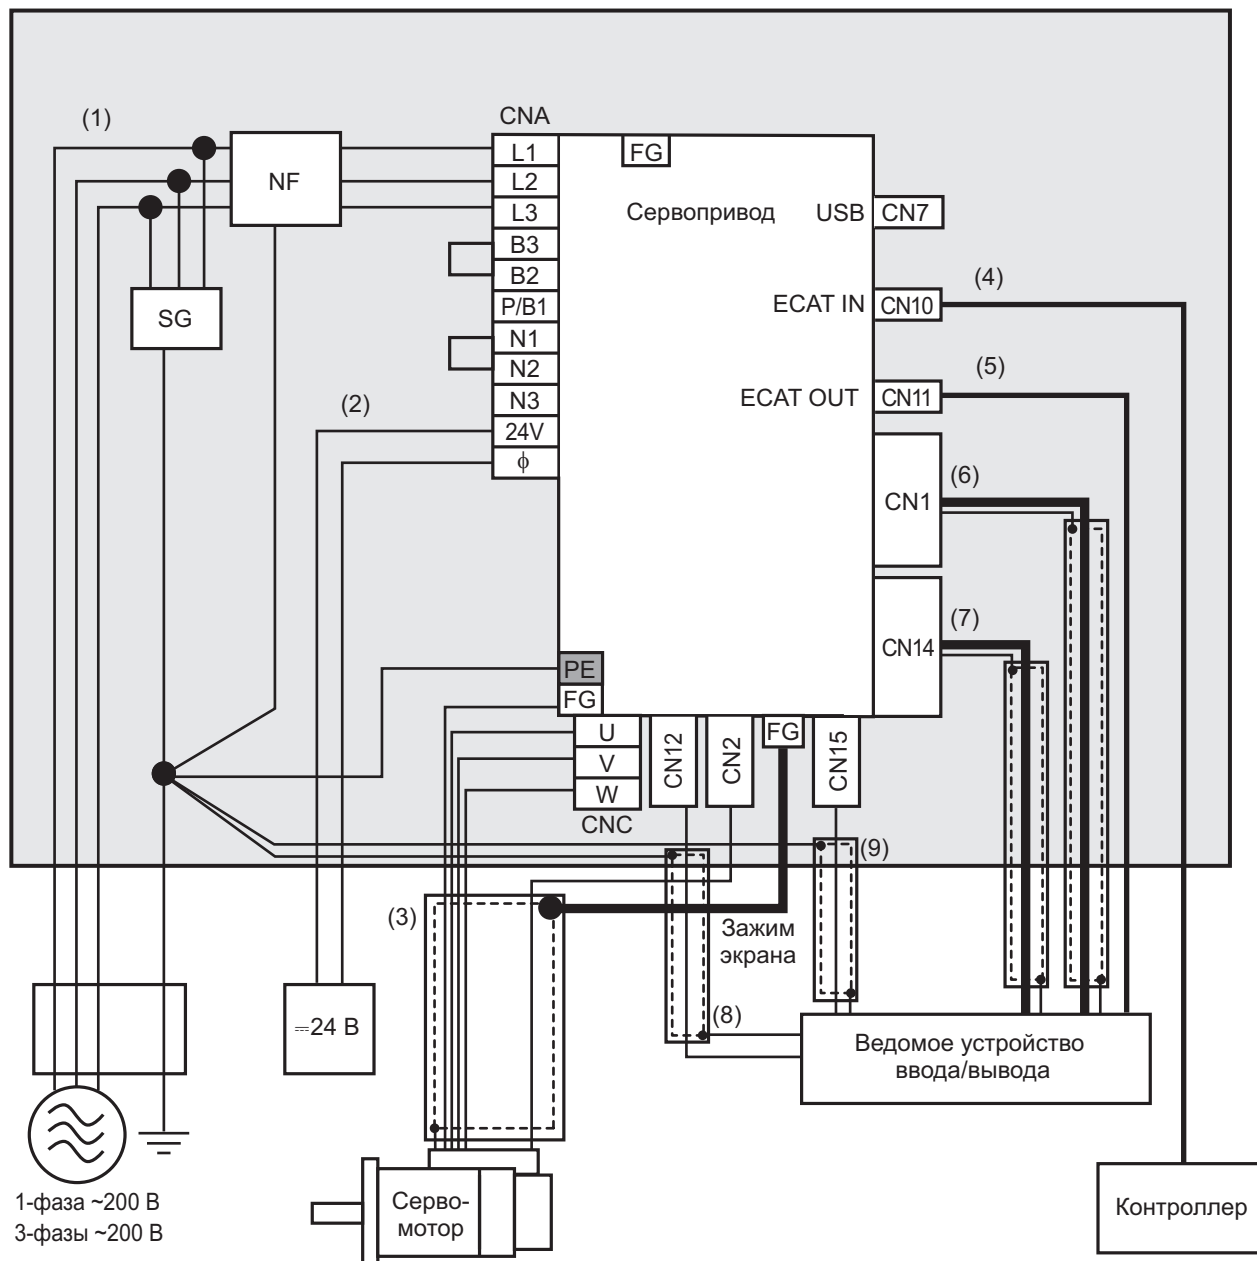 CNA
(1)
L1
FG
NF
L2
L3
Сервопривод
USB
CN7
B3
B2
(4)
P/B1
ECAT IN
CN10
SG
N1
N2
(5)
N3
ECAT OUT
CN11
(2)
24V
ϕ
(6)
CN1
(7)
CN14
PE
FG
U
V
W
CNC
CN12
CN2
FG
CN15
(9)
(3)
Зажим
экрана
(8)
⎓24 В
Ведомое устройство
ввода/вывода
1-фаза ~200 В
3-фазы ~200 В
Серво-
мотор
Контроллер